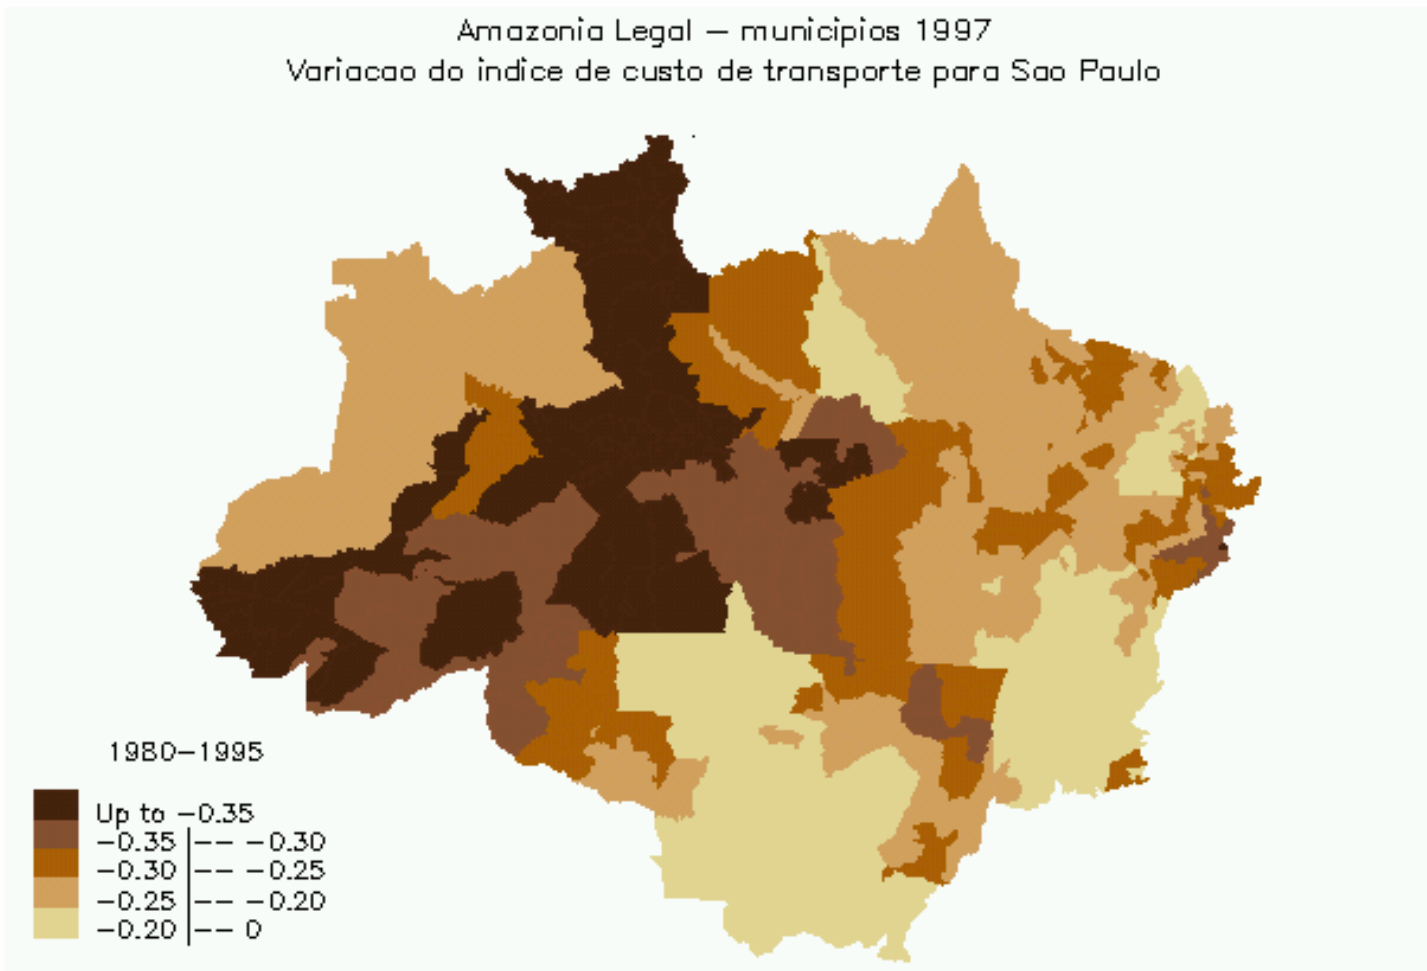 Amazonia Legal – municipios 1997
Variacao do indice de custo de transporte para Sao Paulo
1980–1995
Up to –0.35
–0.35 |–– –0.30
–0.30 |–– –0.25
–0.25 |–– –0.20
–0.20 |–– 0